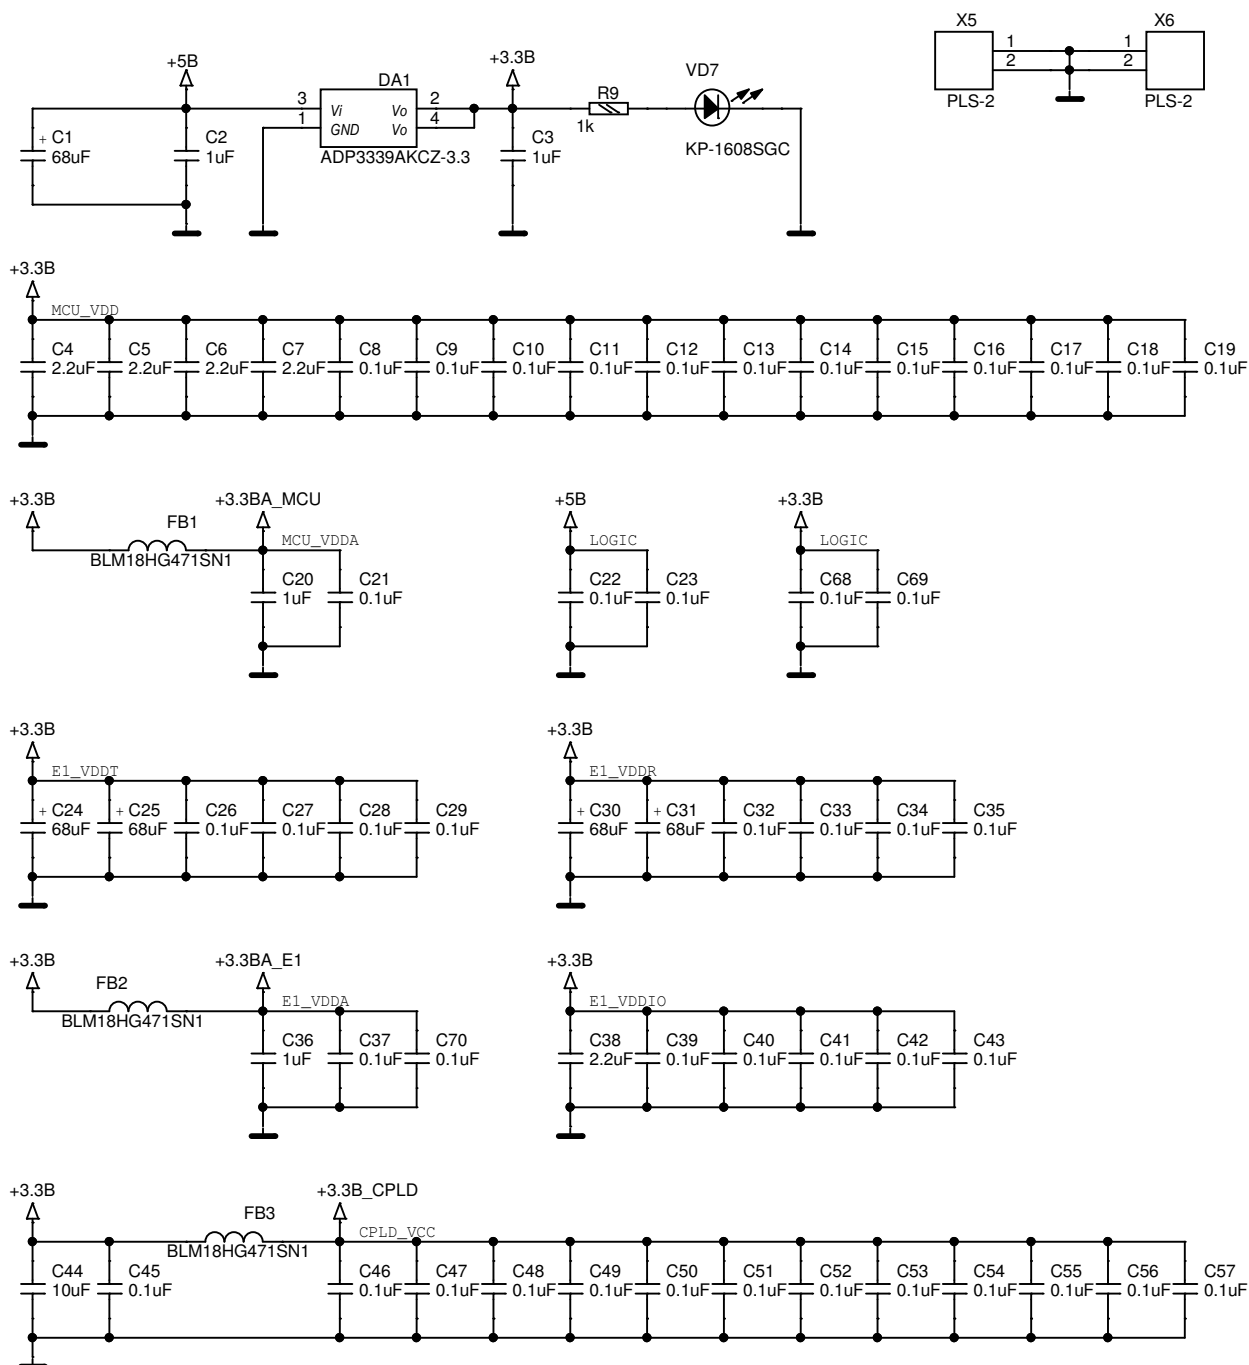 X5
X6
1
1
2
2
PLS-2
PLS-2
+5B
+3.3B
VD7
DA1
R9
3
Vi
Vo
2
1
GND
Vo
4
1k
+ C1
68uF
C2
1uF
ADP3339AKCZ-3.3
C3
1uF
KP-1608SGC
+3.3B
MCU_VDD
C4 C5 C6 C7 C8 C9 C10 C11 C12 C13 C14 C15 C16 C17 C18 C19
2.2uF 2.2uF 2.2uF 2.2uF 0.1uF 0.1uF 0.1uF 0.1uF 0.1uF 0.1uF 0.1uF 0.1uF 0.1uF 0.1uF 0.1uF 0.1uF
+3.3B
+3.3BA_MCU
+5B
+3.3B
FB1
MCU_VDDA
LOGIC
LOGIC
BLM18HG471SN1
C20 C21 C22 C23 C68 C69
1uF 0.1uF 0.1uF 0.1uF 0.1uF 0.1uF
+3.3B
+3.3B
E1_VDDT
E1_VDDR
+ C24 + C25 C26 C27 C28 C29 + C30 + C31 C32 C33 C34 C35
68uF 68uF 0.1uF 0.1uF 0.1uF 0.1uF 68uF 68uF 0.1uF 0.1uF 0.1uF 0.1uF
+3.3B
+3.3BA_E1
+3.3B
FB2
E1_VDDA
E1_VDDIO
BLM18HG471SN1
C36 C37 C70 C38 C39 C40 C41 C42 C43
1uF 0.1uF 0.1uF 2.2uF 0.1uF 0.1uF 0.1uF 0.1uF 0.1uF
+3.3B
+3.3B_CPLD
FB3
CPLD_VCC
BLM18HG471SN1
C44 C45 C46 C47 C48 C49 C50 C51 C52 C53 C54 C55 C56 C57
10uF 0.1uF 0.1uF 0.1uF 0.1uF 0.1uF 0.1uF 0.1uF 0.1uF 0.1uF 0.1uF 0.1uF 0.1uF 0.1uF